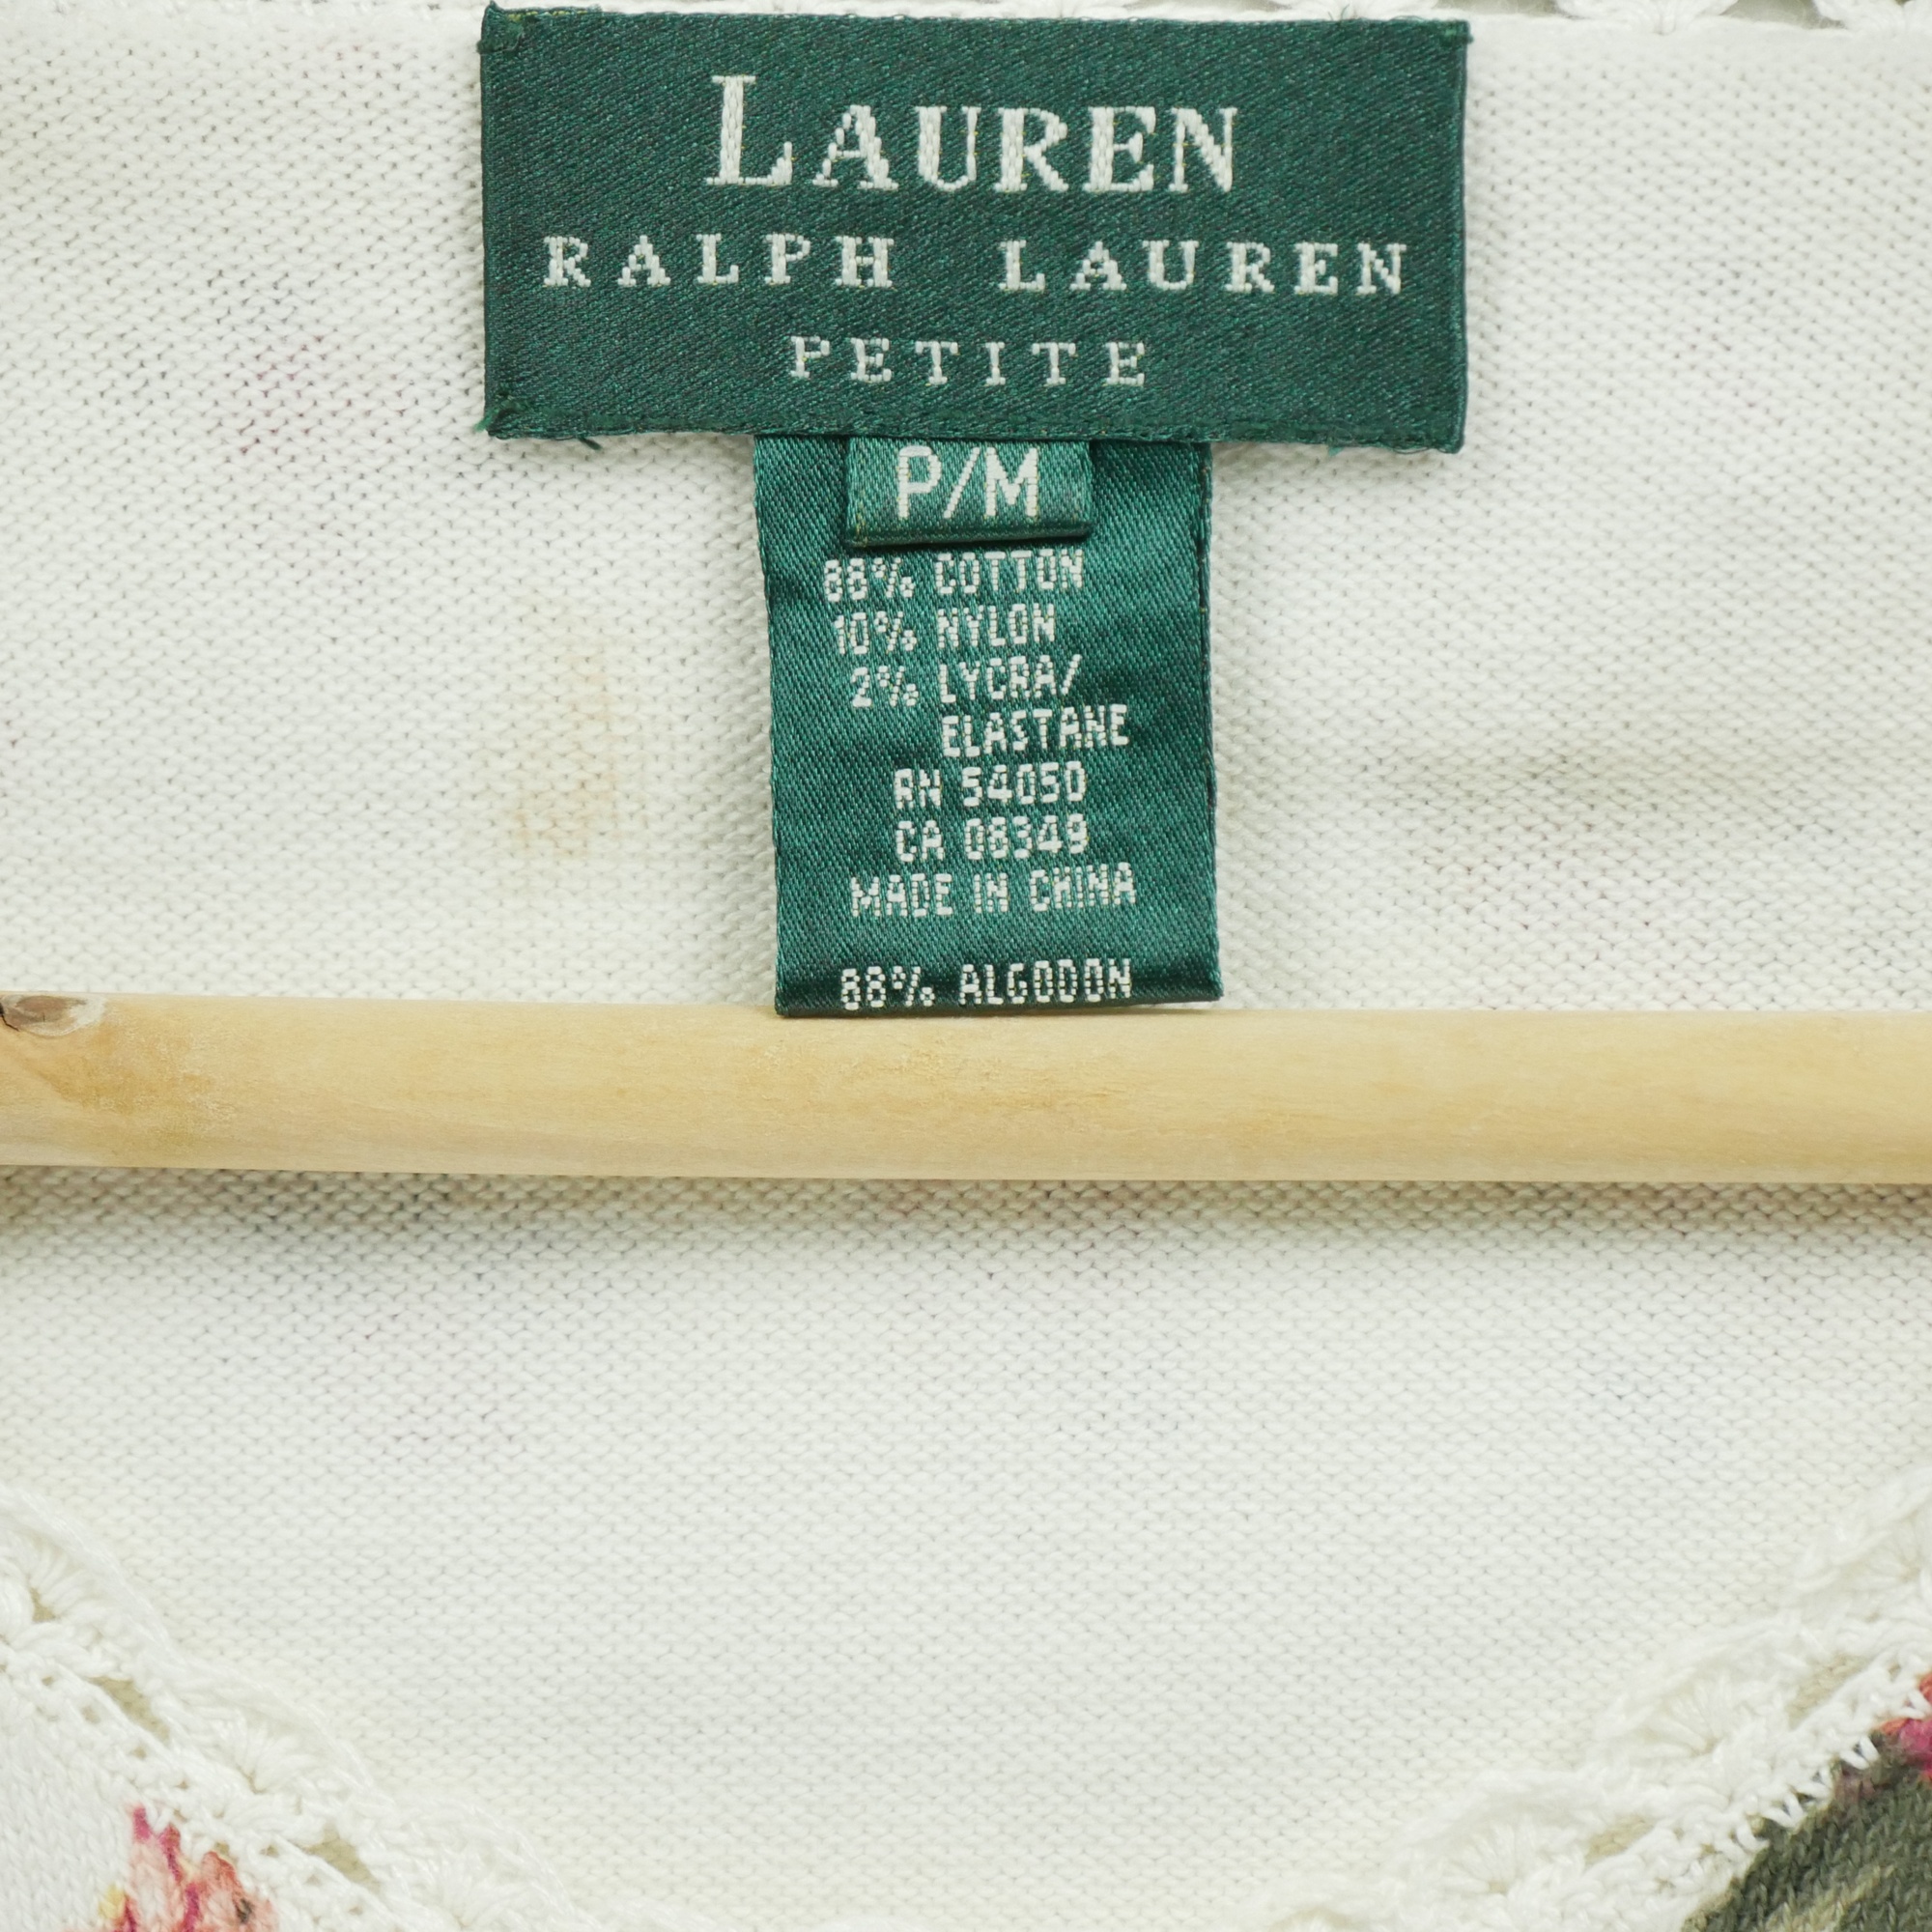 LAUREN
RALPH LAUREN
PETITE
P/M
88% COTTON
10% NYLON
2% LYCRA/
ELASTANE
RN 54050
CA 08349
MADE IN CHINA
88% ALGODON